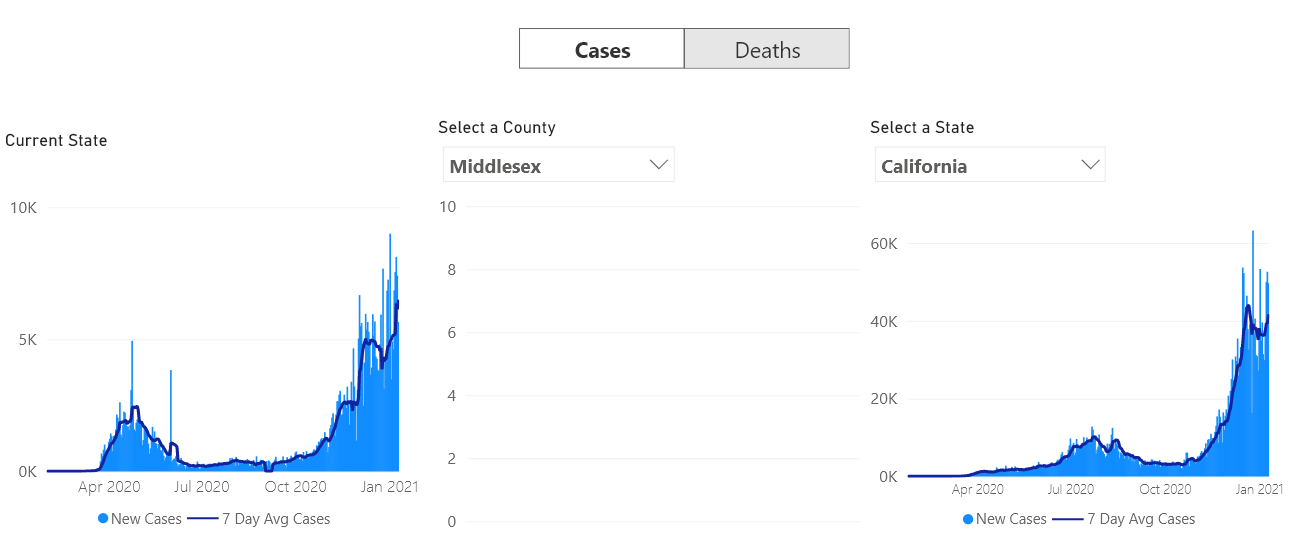 Cases Deaths
Current State
10K
5K
0K
Apr 2020 Jul 2020 Oct 2020 Jan 2021
New Cases 7 Day Avg Cases
Select a County
Middlesex
10
8
6
4
2
0
Select a State
California
60K
40K
20K
0K
Apr 2020 Jul 2020 Oct 2020 Jan 2021
New Cases 7 Day Avg Cases